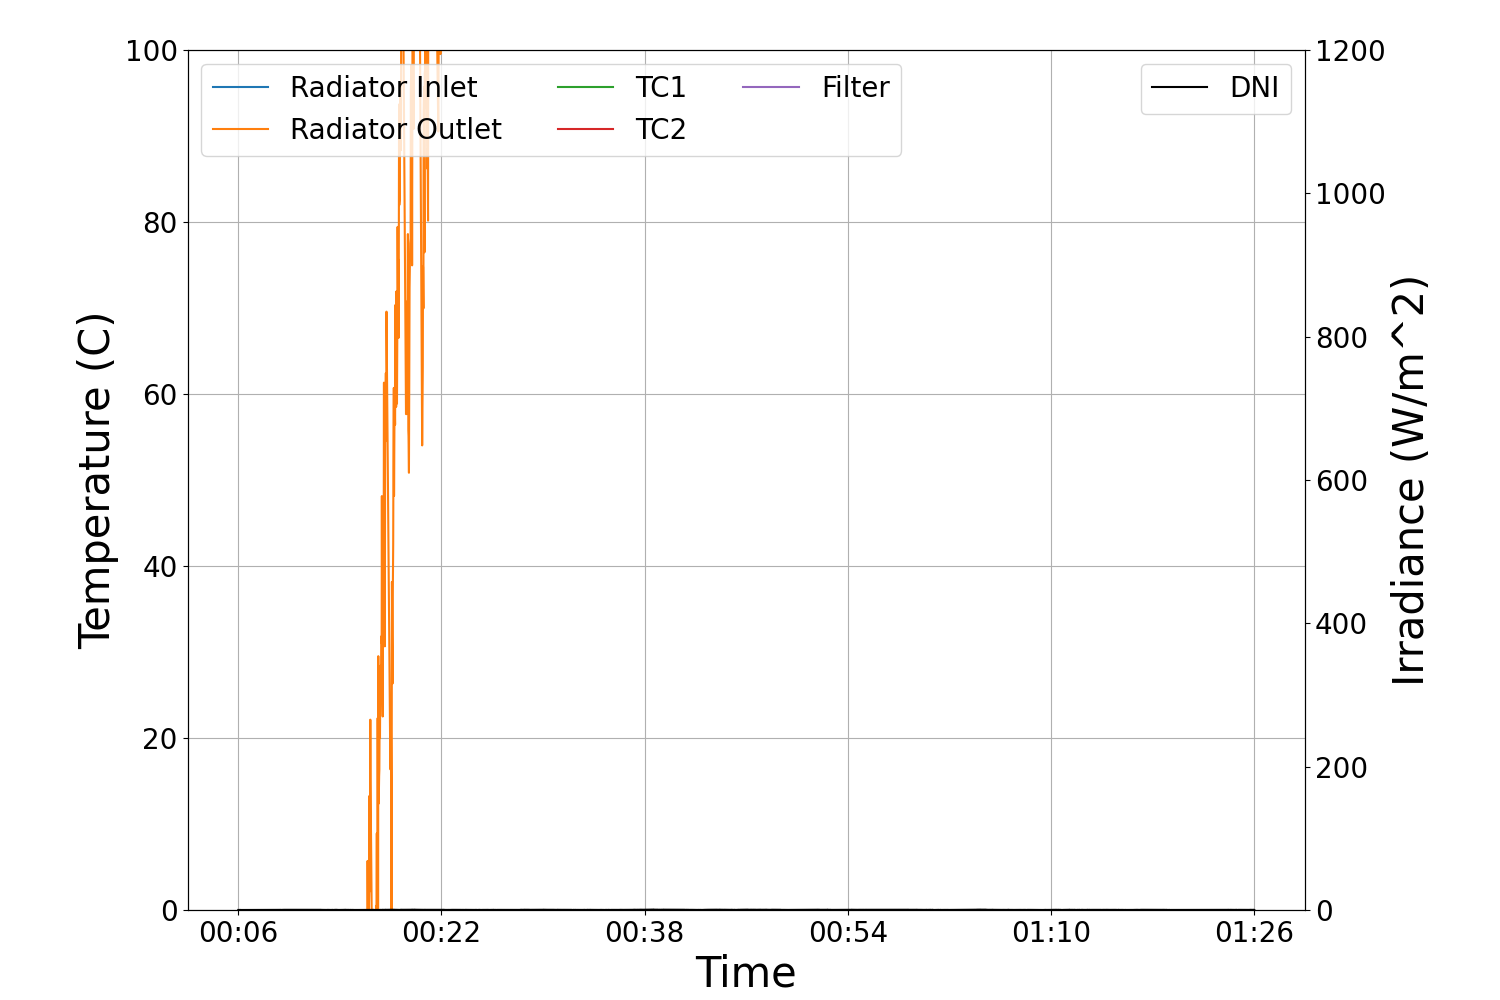 100
80
60
40
20
0
Temperature (C)
Radiator Inlet
Radiator Outlet
TC1
TC2
Filter
DNI
1200
1000
800
600
400
200
0
Irradiance (W/m^2)
00:06 00:22 00:38 00:54 01:10 01:26
Time